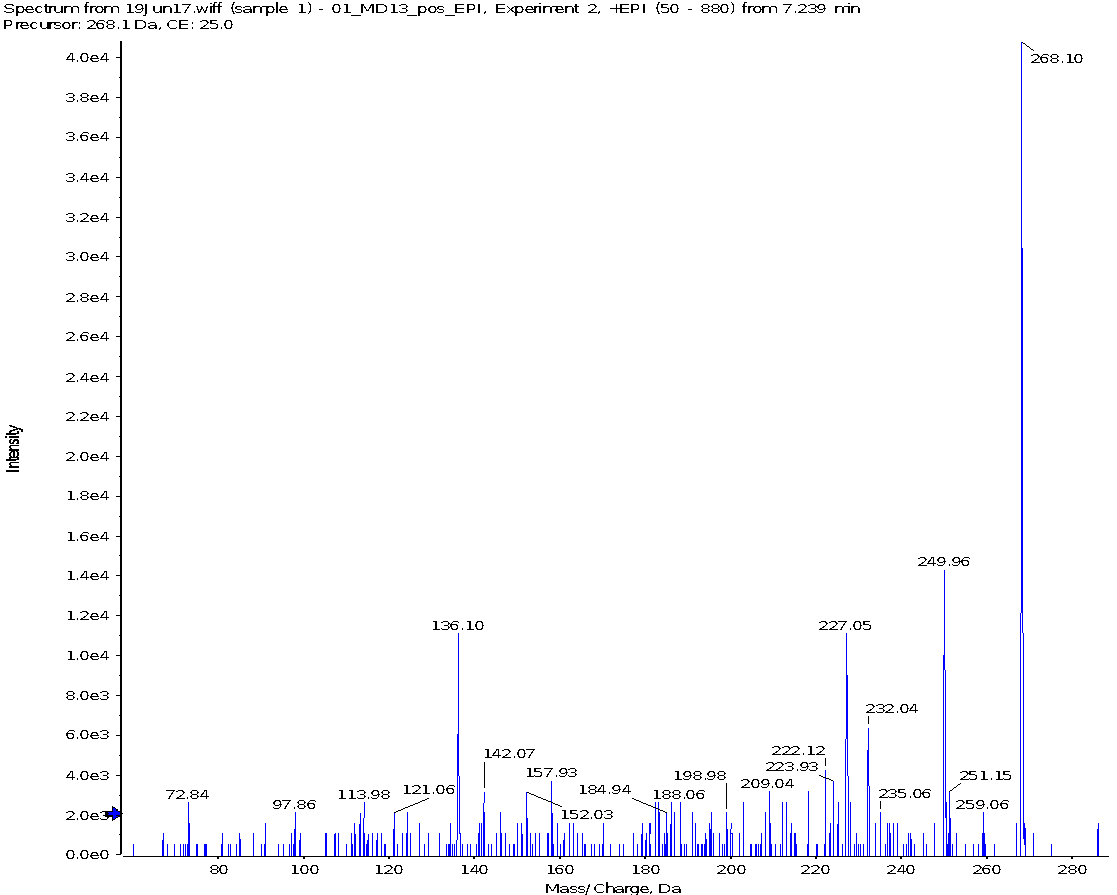 Spectrum from 19Jun17.wiff (sample 1) - 01_MD13_pos_EPI, Experiment 2, +EPI (50 - 880) from 7.239 min
Precursor: 268.1 Da, CE: 25.0
4.0e4
268.10
3.8e4
3.6e4
3.4e4
3.2e4
3.0e4
2.8e4
2.6e4
2.4e4
2.2e4
Intensity
2.0e4
1.8e4
1.6e4
249.96
1.4e4
136.10
227.05
1.2e4
1.0e4
8.0e3
232.04
6.0e3
142.07
222.12
157.93
223.93
4.0e3
198.98
251.15
209.04
72.84
113.98
121.06
184.94
188.06
235.06
97.86
259.06
2.0e3
152.03
0.0e0
80 100 120 140 160 180 200 220 240 260 280
Mass/Charge, Da